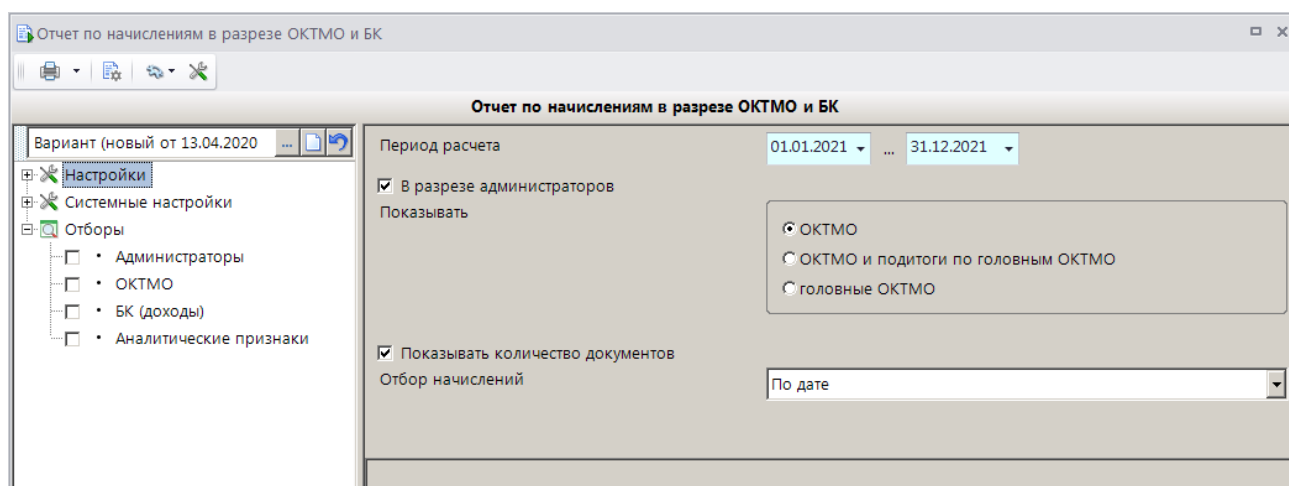 Отчет по начислениям в разрезе ОКТМО и БК
Отчет по начислениям в разрезе ОКТМО и БК
Вариант (новый от 13.04.2020 ...
Настройки
Системные настройки
Отборы
Администраторы
ОКТМО
БК (доходы)
Аналитические признаки
Период расчета 01.01.2021 ... 31.12.2021
В разрезе администраторов
Показывать
ОКТМО
ОКТМО и подитоги по головным ОКТМО
головные ОКТМО
Показывать количество документов
Отбор начислений По дате